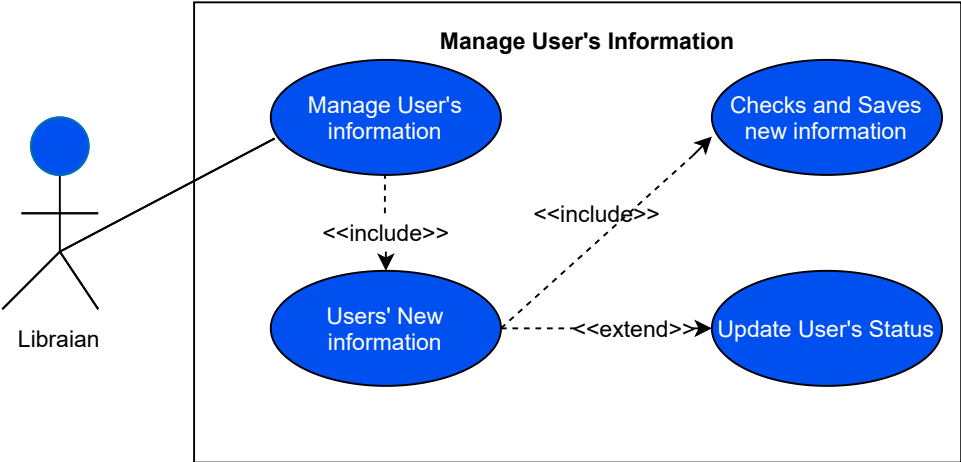 Manage User's Information
Manage User's
information
Checks and Saves
new information
<<include>>
<<include>>
Users' New
information
<<extend>>
Update User's Status
Libraian